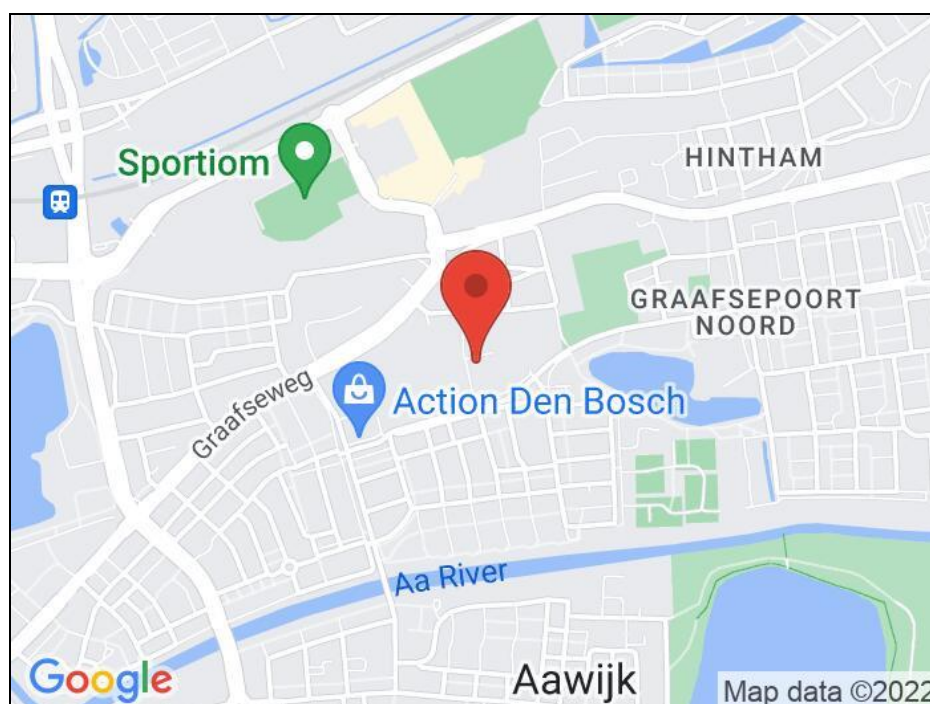 Sportiom
HINTHAM
GRAAFSEPOORT
NOORD
Graafseweg
Action Den Bosch
Aa River
Aawijk
Google
Map data ©2022